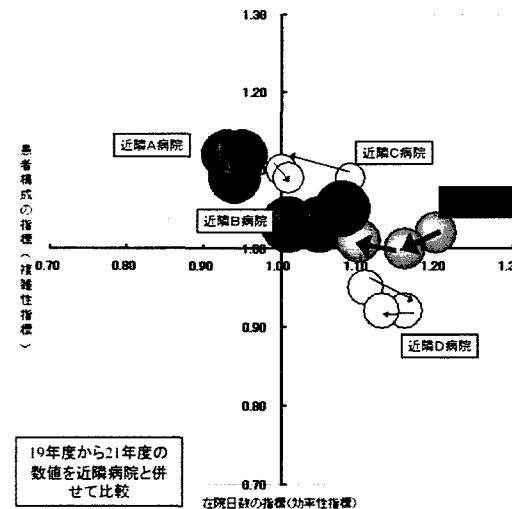 1.30
1.20
近隣A病院
近隣C病院
近隣B病院
患者構成の指標(複雑性指標)
0.70
0.80
0.90
1.00
1.10
1.20
1.3
0.90
近隣D病院
0.80
19年度から21年度の
数値を近隣病院と併
せて比較
0.70
在院日数の指標(効率性指標)